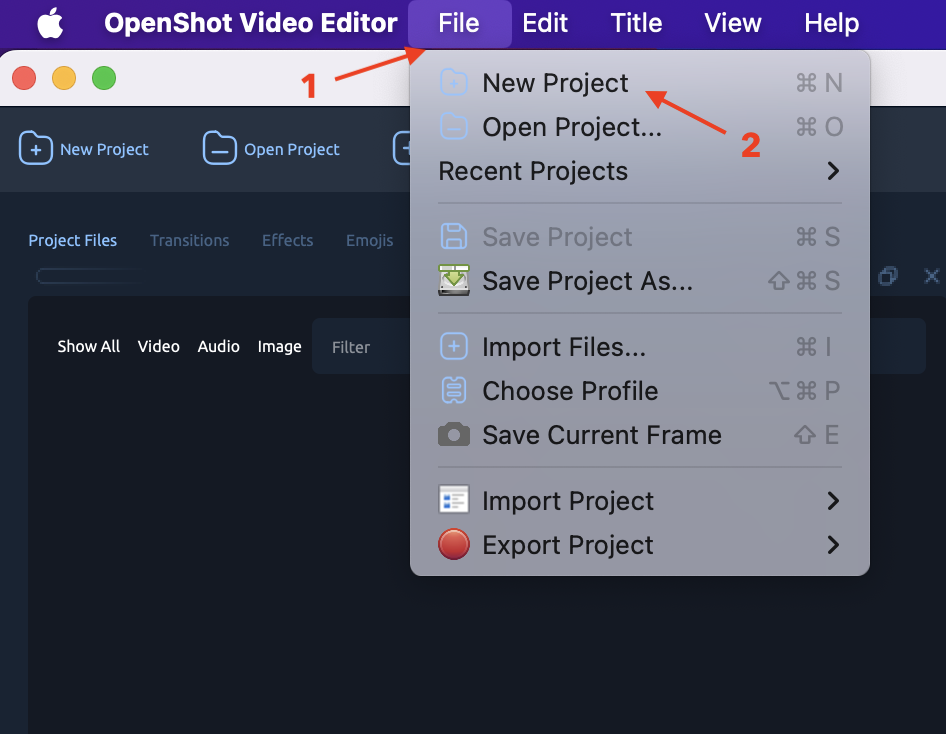 OpenShot Video Editor File Edit Title View Help
1
New Project ⌘ N
2
Open Project... ⌘ O
Recent Projects
Save Project ⌘ S
Save Project As... ⇧ ⌘ S
Import Files... ⌘ I
Choose Profile ⌥ ⌘ P
Save Current Frame ⇧ E
Import Project
Export Project
New Project Open Project
Project Files Transitions Effects Emojis
Show All Video Audio Image Filter